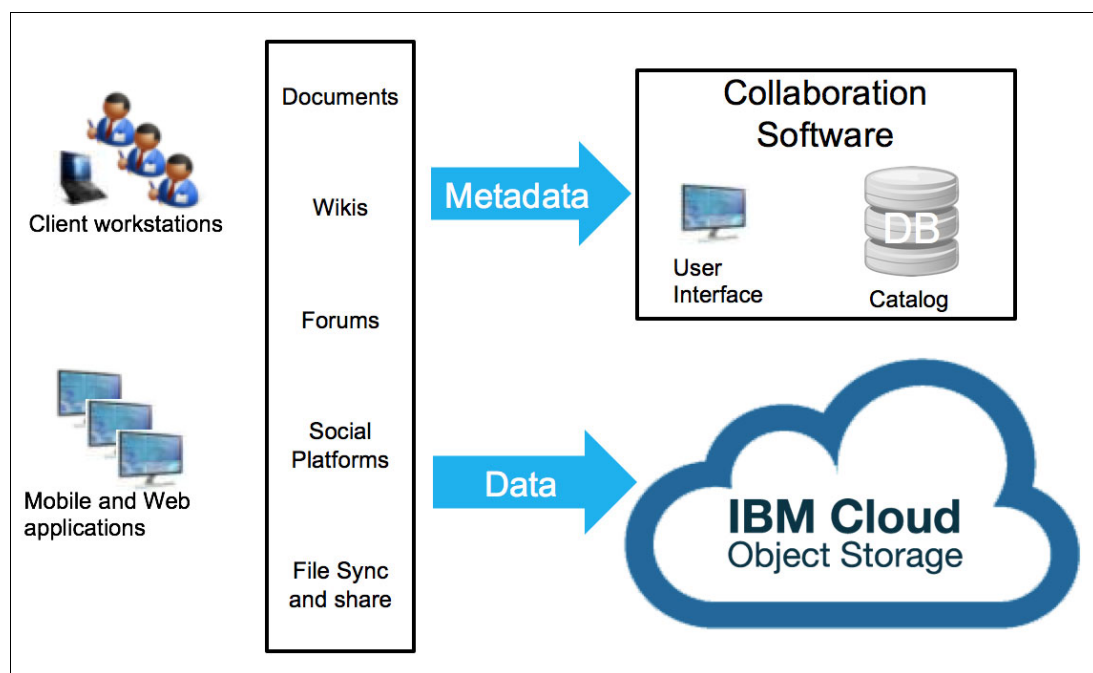 Client workstations
Mobile and Web
applications
Documents
Wikis
Forums
Social
Platforms
File Sync
and share
Metadata
Data
Collaboration
Software
User
Interface
DB
Catalog
IBM Cloud
Object Storage